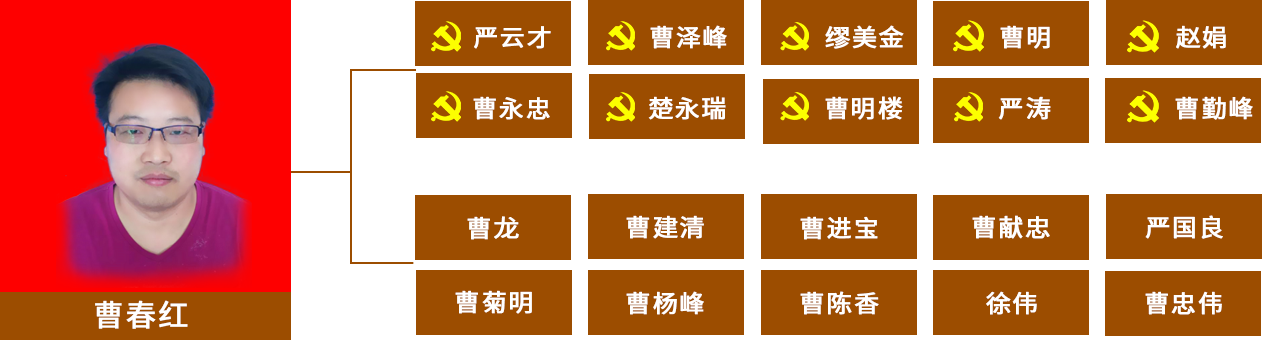 严云才 曹泽峰 缪美金 曹明 赵娟
曹永忠 楚永瑞 曹明楼 严涛 曹勤峰
曹龙 曹建清 曹进宝 曹献忠 严国良
曹菊明 曹杨峰 曹陈香 徐伟 曹忠伟
曹春红